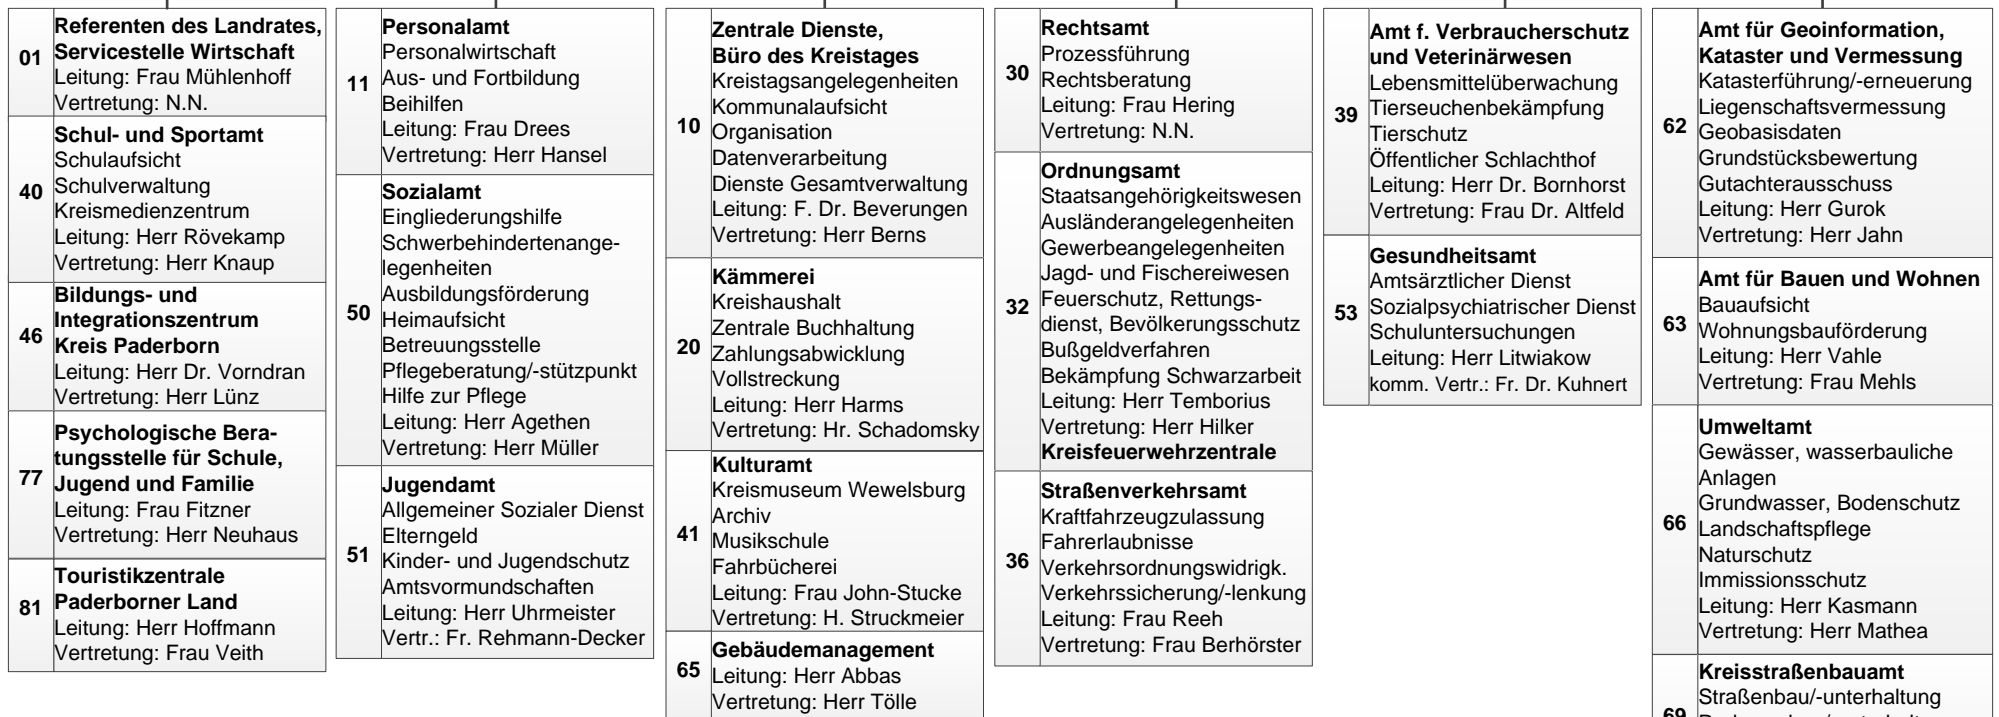 01
Referenten des Landrates,
Servicestelle Wirtschaft
Leitung: Frau Mühlenhoff
Vertretung: N.N.
40
Schul- und Sportamt
Schulaufsicht
Schulverwaltung
Kreismedienzentrum
Leitung: Herr Rövekamp
Vertretung: Herr Knaup
46
Bildungs- und
Integrationszentrum
Kreis Paderborn
Leitung: Herr Dr. Vorndran
Vertretung: Herr Lünz
77
Psychologische Bera-
tungsstelle für Schule,
Jugend und Familie
Leitung: Frau Fitzner
Vertretung: Herr Neuhaus
81
Touristikzentrale
Paderborner Land
Leitung: Herr Hoffmann
Vertretung: Frau Veith
11
Personalamt
Personalwirtschaft
Aus- und Fortbildung
Beihilfen
Leitung: Frau Drees
Vertretung: Herr Hansel
50
Sozialamt
Eingliederungshilfe
Schwerbehindertenange-
legenheiten
Ausbildungsförderung
Heimaufsicht
Betreuungsstelle
Pflegeberatung/-stützpunkt
Hilfe zur Pflege
Leitung: Herr Agethen
Vertretung: Herr Müller
51
Jugendamt
Allgemeiner Sozialer Dienst
Elterngeld
Kinder- und Jugendschutz
Amtsvormundschaften
Leitung: Herr Uhrmeister
Vertr.: Fr. Rehmann-Decker
10
Zentrale Dienste,
Büro des Kreistages
Kreistagsangelegenheiten
Kommunalaufsicht
Organisation
Datenverarbeitung
Dienste Gesamtverwaltung
Leitung: F. Dr. Beverungen
Vertretung: Herr Berns
20
Kämmerei
Kreishaushalt
Zentrale Buchhaltung
Zahlungsabwicklung
Vollstreckung
Leitung: Herr Harms
Vertretung: Hr. Schadomsky
41
Kulturamt
Kreismuseum Wewelsburg
Archiv
Musikschule
Fahrbücherei
Leitung: Frau John-Stucke
Vertretung: H. Struckmeier
65
Gebäudemanagement
Leitung: Herr Abbas
Vertretung: Herr Tölle
30
Rechtsamt
Prozessführung
Rechtsberatung
Leitung: Frau Hering
Vertretung: N.N.
32
Ordnungsamt
Staatsangehörigkeitswesen
Ausländerangelegenheiten
Gewerbeangelegenheiten
Jagd- und Fischereiwesen
Feuerschutz, Rettungs-
dienst, Bevölkerungsschutz
Bußgeldverfahren
Bekämpfung Schwarzarbeit
Leitung: Herr Temborius
Vertretung: Herr Hilker
Kreisfeuerwehrzentrale
36
Straßenverkehrsamt
Kraftfahrzeugzulassung
Fahrerlaubnisse
Verkehrsordnungswidrigk.
Verkehrssicherung/-lenkung
Leitung: Frau Reeh
Vertretung: Frau Berhörster
39
Amt f. Verbraucherschutz
und Veterinärwesen
Lebensmittelüberwachung
Tierseuchenbekämpfung
Tierschutz
Öffentlicher Schlachthof
Leitung: Herr Dr. Bornhorst
Vertretung: Frau Dr. Altfeld
53
Gesundheitsamt
Amtsärztlicher Dienst
Sozialpsychiatrischer Dienst
Schuluntersuchungen
Leitung: Herr Litwiakow
komm. Vertr.: Fr. Dr. Kuhnert
62
Amt für Geoinformation,
Kataster und Vermessung
Katasterführung/-erneuerung
Liegenschaftsvermessung
Geobasisdaten
Grundstücksbewertung
Gutachterausschuss
Leitung: Herr Gurok
Vertretung: Herr Jahn
63
Amt für Bauen und Wohnen
Bauaufsicht
Wohnungsbauförderung
Leitung: Herr Vahle
Vertretung: Frau Mehls
66
Umweltamt
Gewässer, wasserbauliche
Anlagen
Grundwasser, Bodenschutz
Landschaftspflege
Naturschutz
Immissionsschutz
Leitung: Herr Kasmann
Vertretung: Herr Mathea
69
Kreisstraßenbauamt
Straßenbau/-unterhaltung